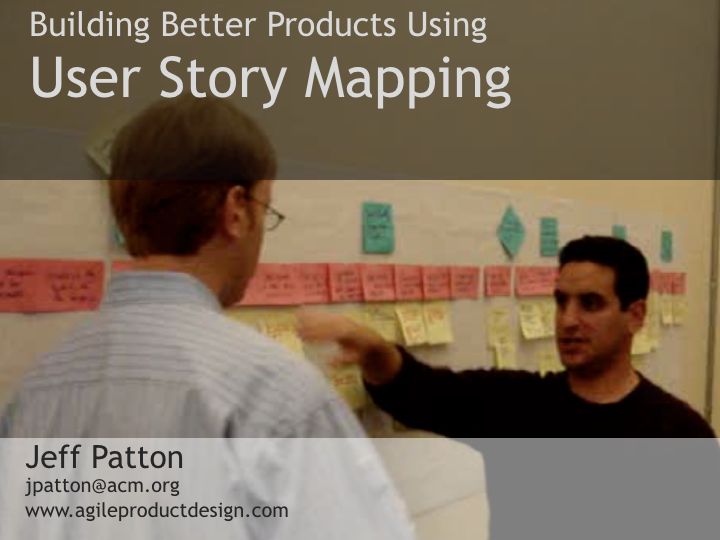 Building Better Products Using
User Story Mapping
Jeff Patton
jpatton@acm.org
www.agileproductdesign.com